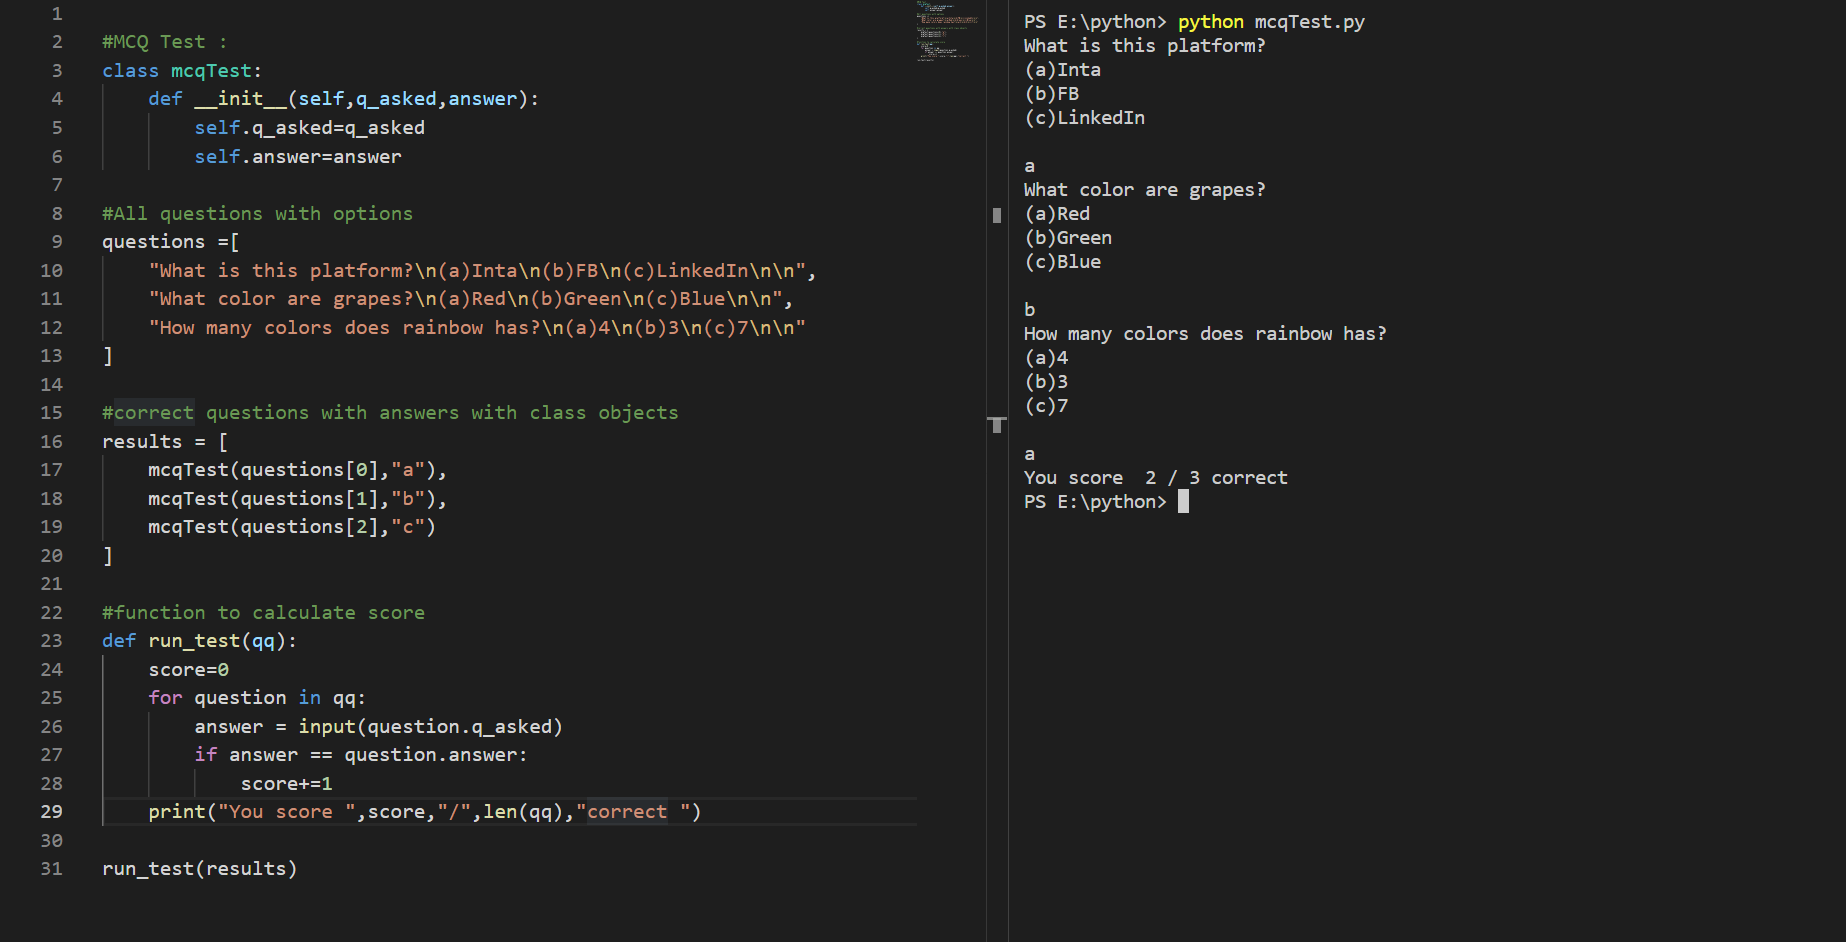 1
2 #MCQ Test :
3 class mcqTest:
4     def __init__(self,q_asked,answer):
5         self.q_asked=q_asked
6         self.answer=answer
7
8 #All questions with options
9 questions =[
10     "What is this platform?\n(a)Inta\n(b)FB\n(c)LinkedIn\n\n",
11     "What color are grapes?\n(a)Red\n(b)Green\n(c)Blue\n\n",
12     "How many colors does rainbow has?\n(a)4\n(b)3\n(c)7\n\n"
13 ]
14
15 #correct questions with answers with class objects
16 results = [
17     mcqTest(questions[0],"a"),
18     mcqTest(questions[1],"b"),
19     mcqTest(questions[2],"c")
20 ]
21
22 #function to calculate score
23 def run_test(qq):
24     score=0
25     for question in qq:
26         answer = input(question.q_asked)
27         if answer == question.answer:
28             score+=1
29     print("You score ",score,"/",len(qq),"correct ")
30
31 run_test(results)
PS E:\python> python mcqTest.py
What is this platform?
(a)Inta
(b)FB
(c)LinkedIn
a
What color are grapes?
(a)Red
(b)Green
(c)Blue
b
How many colors does rainbow has?
(a)4
(b)3
(c)7
a
You score  2 / 3 correct
PS E:\python>